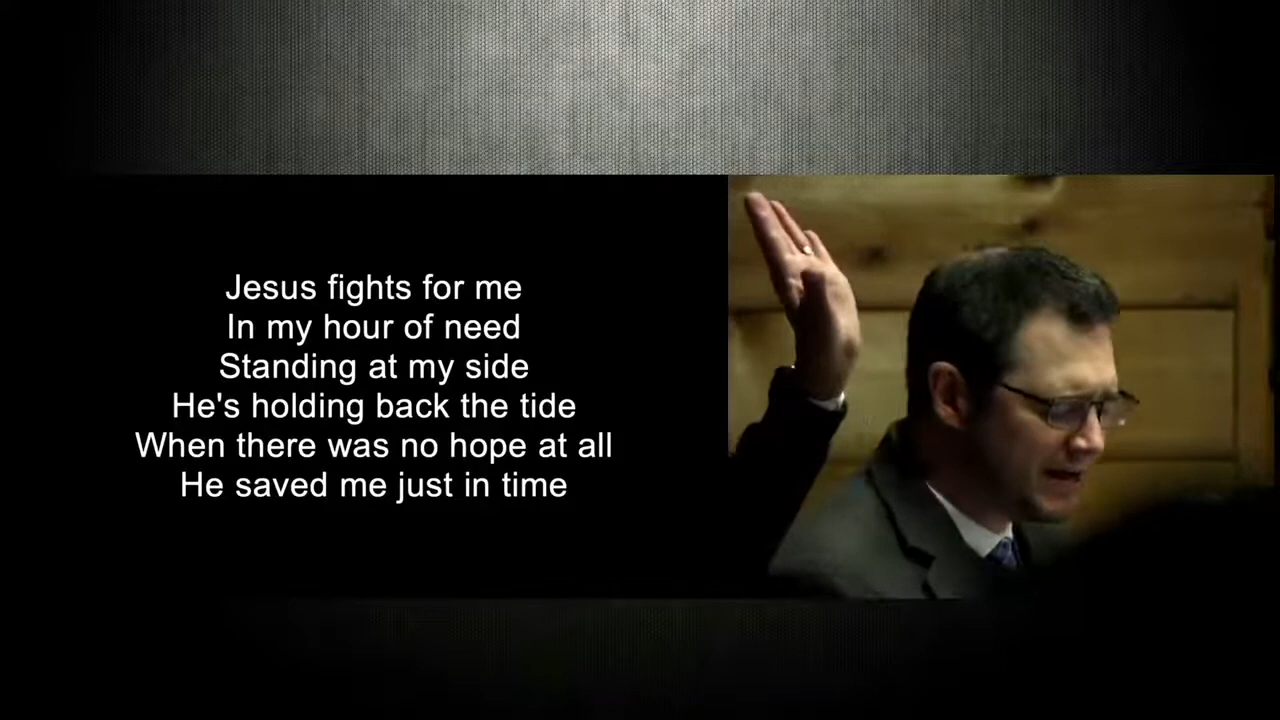 Jesus fights for me
In my hour of need
Standing at my side
He's holding back the tide
When there was no hope at all
He saved me just in time